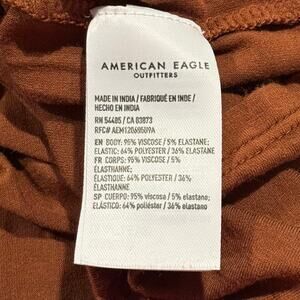 AMERICAN EAGLE
OUTFITTERS
MADE IN INDIA / FABRIQUÉ EN INDE /
HECHO EN INDIA
RN 54485 / CA 03873
RFC# AEM120605U9A
EN BODY: 95% VISCOSE / 5% ELASTANE;
ELASTIC: 64% POLYESTER / 36% ELASTANE
FR CORPS: 95% VISCOSE / 5%
ÉLASTHANNE;
ÉLASTIQUE: 64% POLYESTER / 36%
ÉLASTHANNE
SP CUERPO: 95% viscosa / 5% elastano;
ELÁSTICO: 64% poliéster / 36% elastano